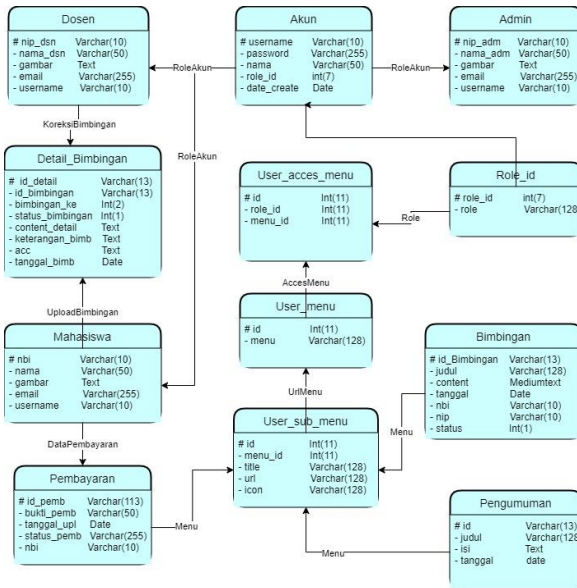 Dosen
# nip_dsn Varchar(10)
- nama_dsn Varchar(50)
- gambar Text
- email Varchar(255)
- username Varchar(10)
Akun
# username Varchar(10)
- password Varchar(255)
- nama Varchar(50)
- role_id int(7)
- date_create Date
Admin
# nip_adm Varchar(10)
- nama_adm Varchar(50)
- gambar Text
- email Varchar(255)
- username Varchar(10)
RoleAkun
RoleAkun
KoreksiBimbingan
RoleAkun
Detail_Bimbingan
# id_detail Varchar(13)
- id_bimbingan Varchar(13)
- bimbingan_ke Int(2)
- status_bimbingan Int(1)
- content_detail Text
- keterangan_bimb Text
- acc Text
- tanggal_bimb Date
User_acces_menu
# id Int(11)
- role_id Int(11)
- menu_id Int(11)
Role_id
# role_id int(7)
- role Varchar(128)
Role
AccesMenu
UploadBimbingan
User_menu
# id Int(11)
- menu Varchar(128)
Mahasiswa
# nbi Varchar(10)
- nama Varchar(50)
- gambar Text
- email Varchar(255)
- username Varchar(10)
Bimbingan
# id_Bimbingan Varchar(13)
- judul Varchar(128)
- content Mediumtext
- tanggal Date
- nbi Varchar(10)
- nip Varchar(10)
- status Int(1)
UrlMenu
Menu
User_sub_menu
# id Int(11)
- menu_id Int(11)
- title Varchar(128)
- url Varchar(128)
- icon Varchar(128)
DataPembayaran
Pembayaran
# id_pemb Varchar(113)
- bukti_pemb Varchar(50)
- tanggal_upl Date
- status_pemb Varchar(255)
- nbi Varchar(10)
Menu
Menu
Pengumuman
# id Varchar(13)
- judul Varchar(128)
- isi Text
- tanggal date